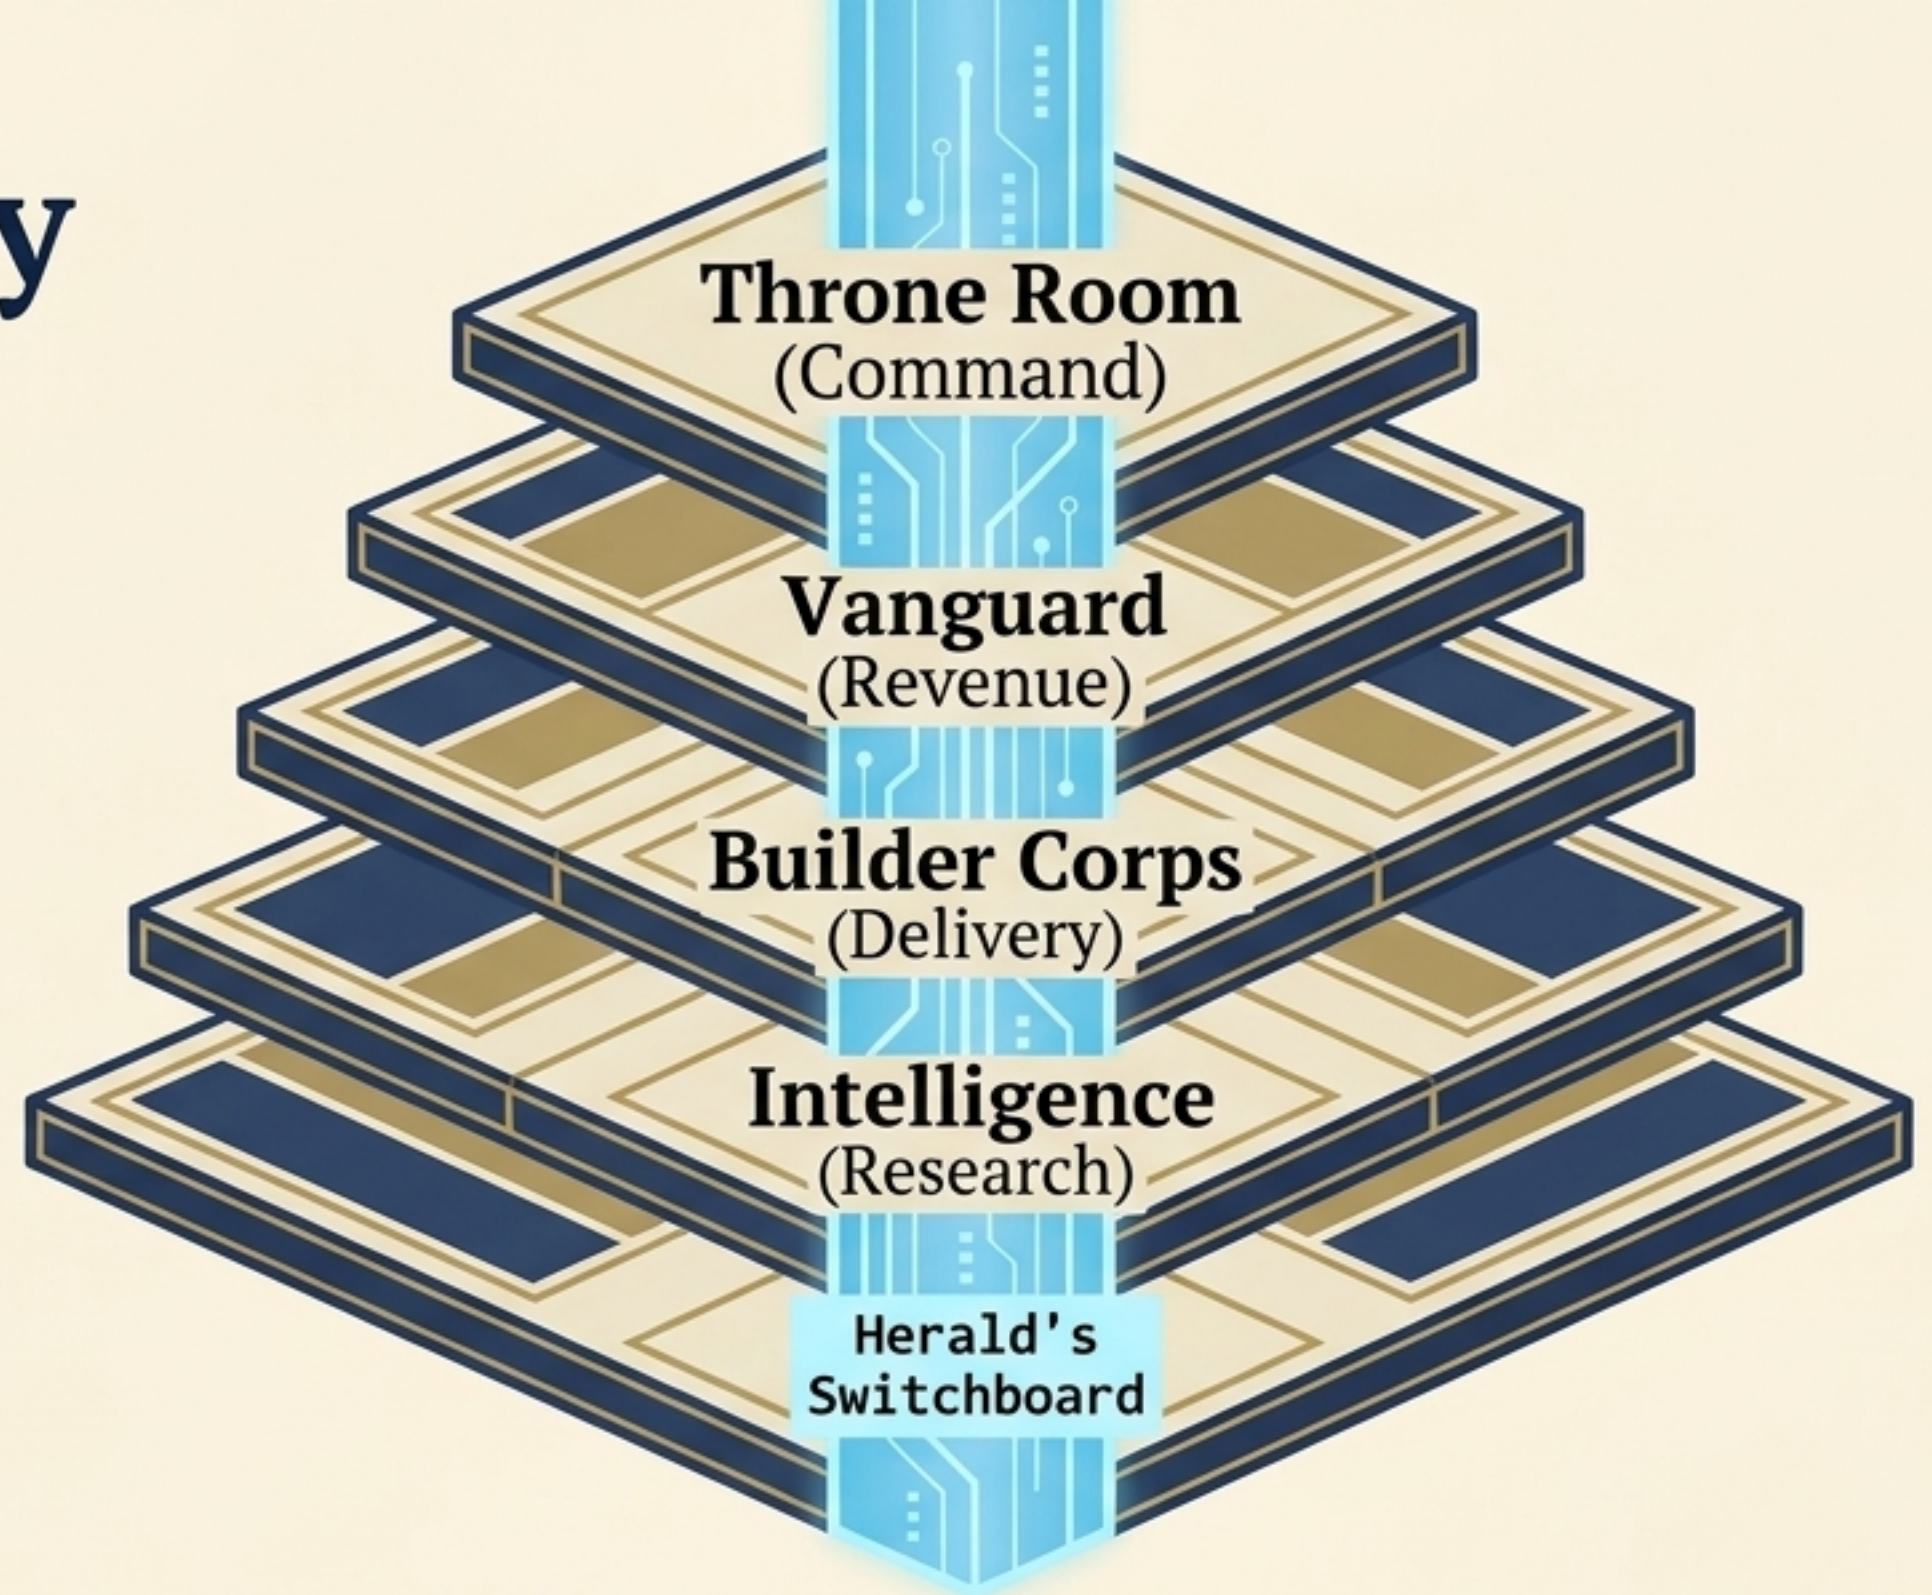 y
Throne Room
(Command)
Vanguard
(Revenue)
Builder Corps
(Delivery)
Intelligence
(Research)
Herald's
Switchboard